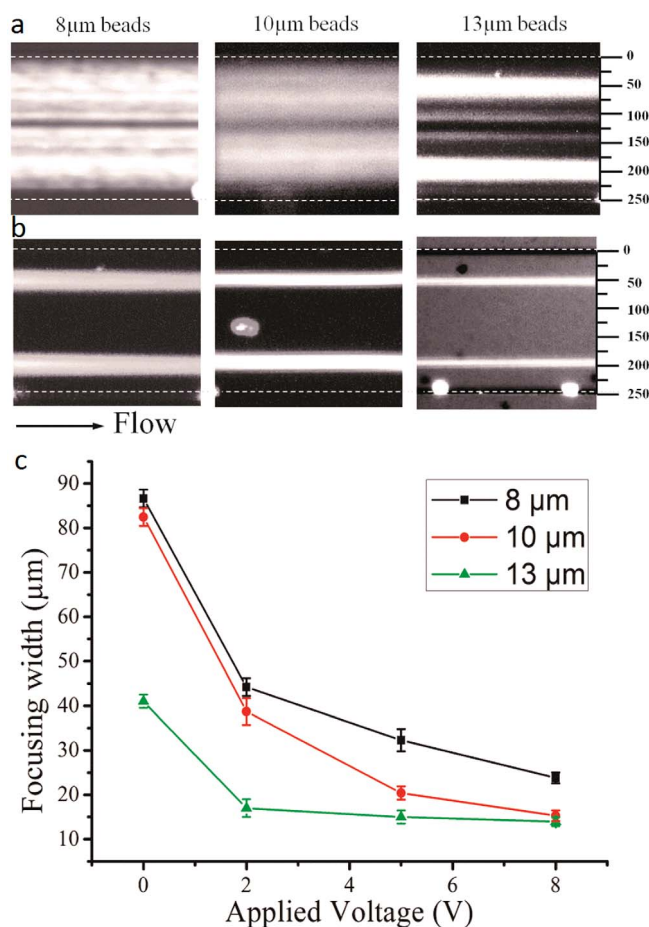 a
8µm beads
10µm beads
13µm beads
0
50
100
150
200
250
b
0
50
100
150
200
250
Flow
c
90
80
70
60
50
40
30
20
10
Focusing width (µm)
8 µm
10 µm
13 µm
0
2
4
6
8
Applied Voltage (V)